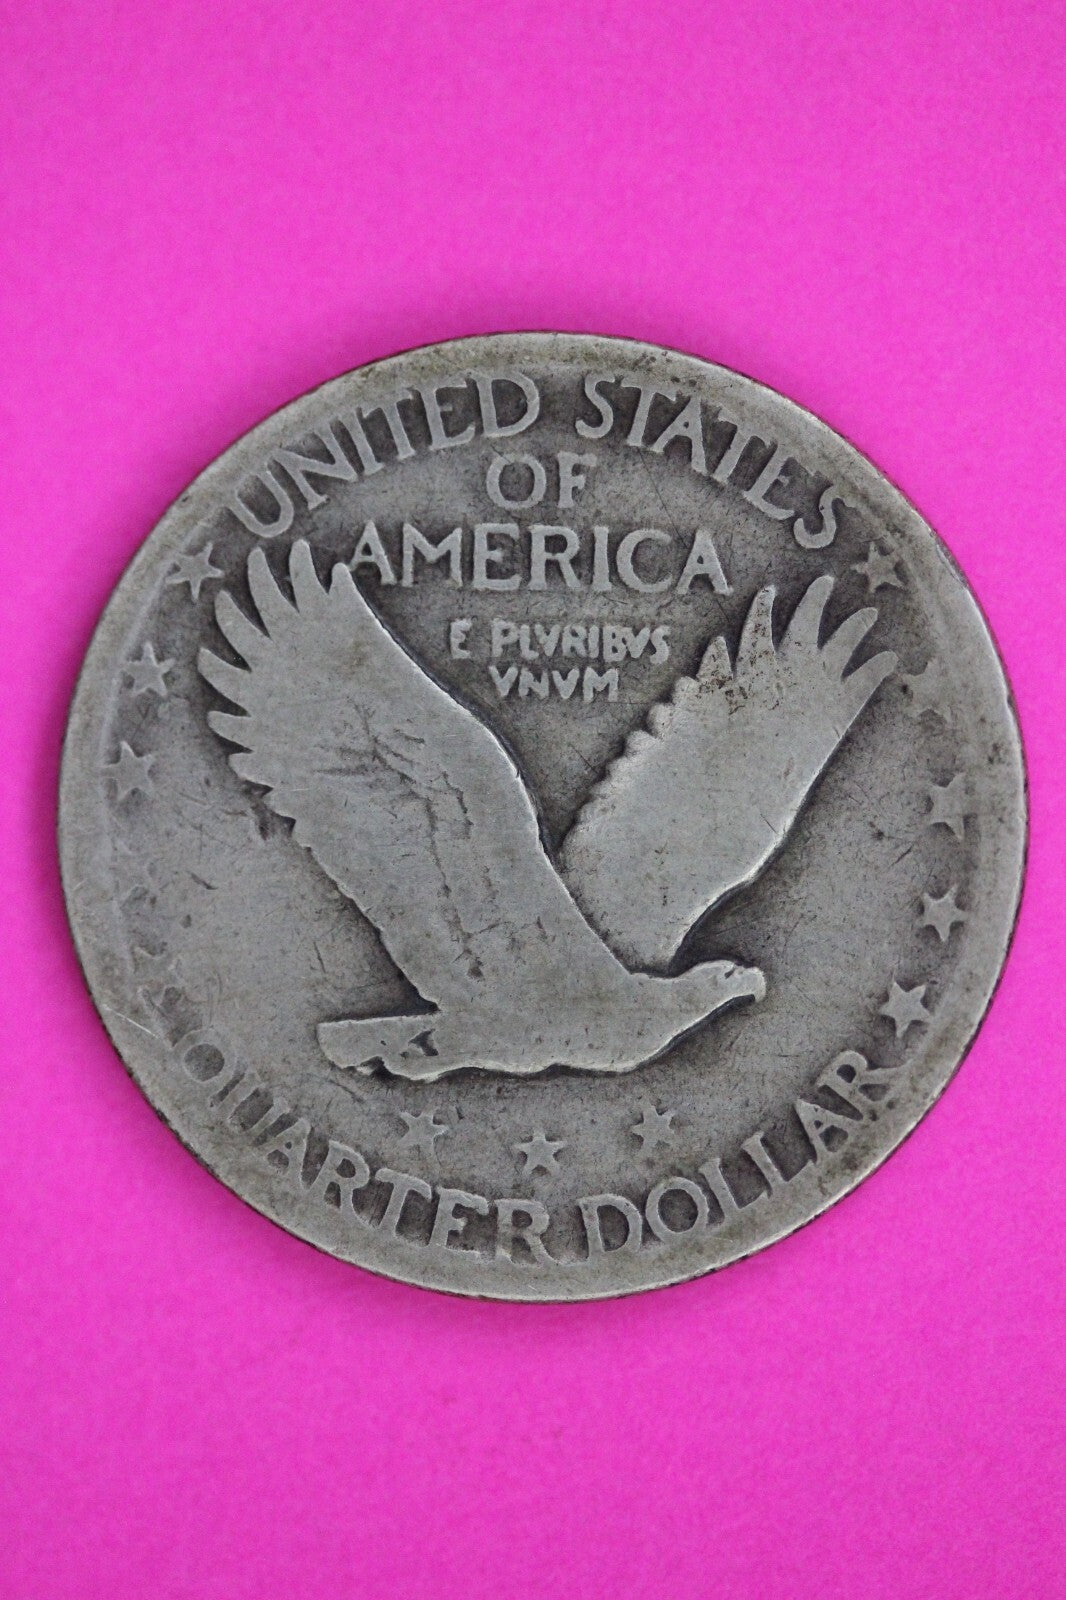 UNITED STATES
OF
AMERICA
E PLVRIBVS
VNVM
QUARTER DOLLAR